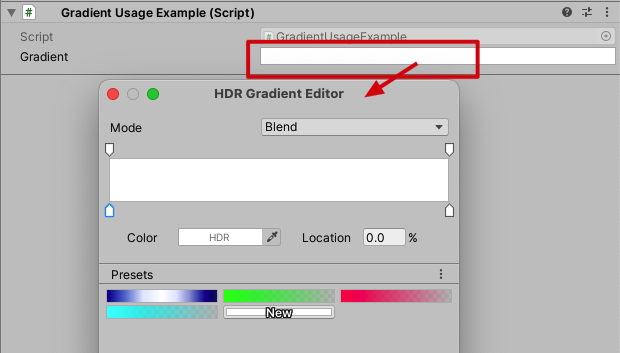 Gradient Usage Example (Script)
Script
GradientUsageExample
Gradient
HDR Gradient Editor
Mode
Blend
Color
HDR
Location
0.0
%
Presets
New